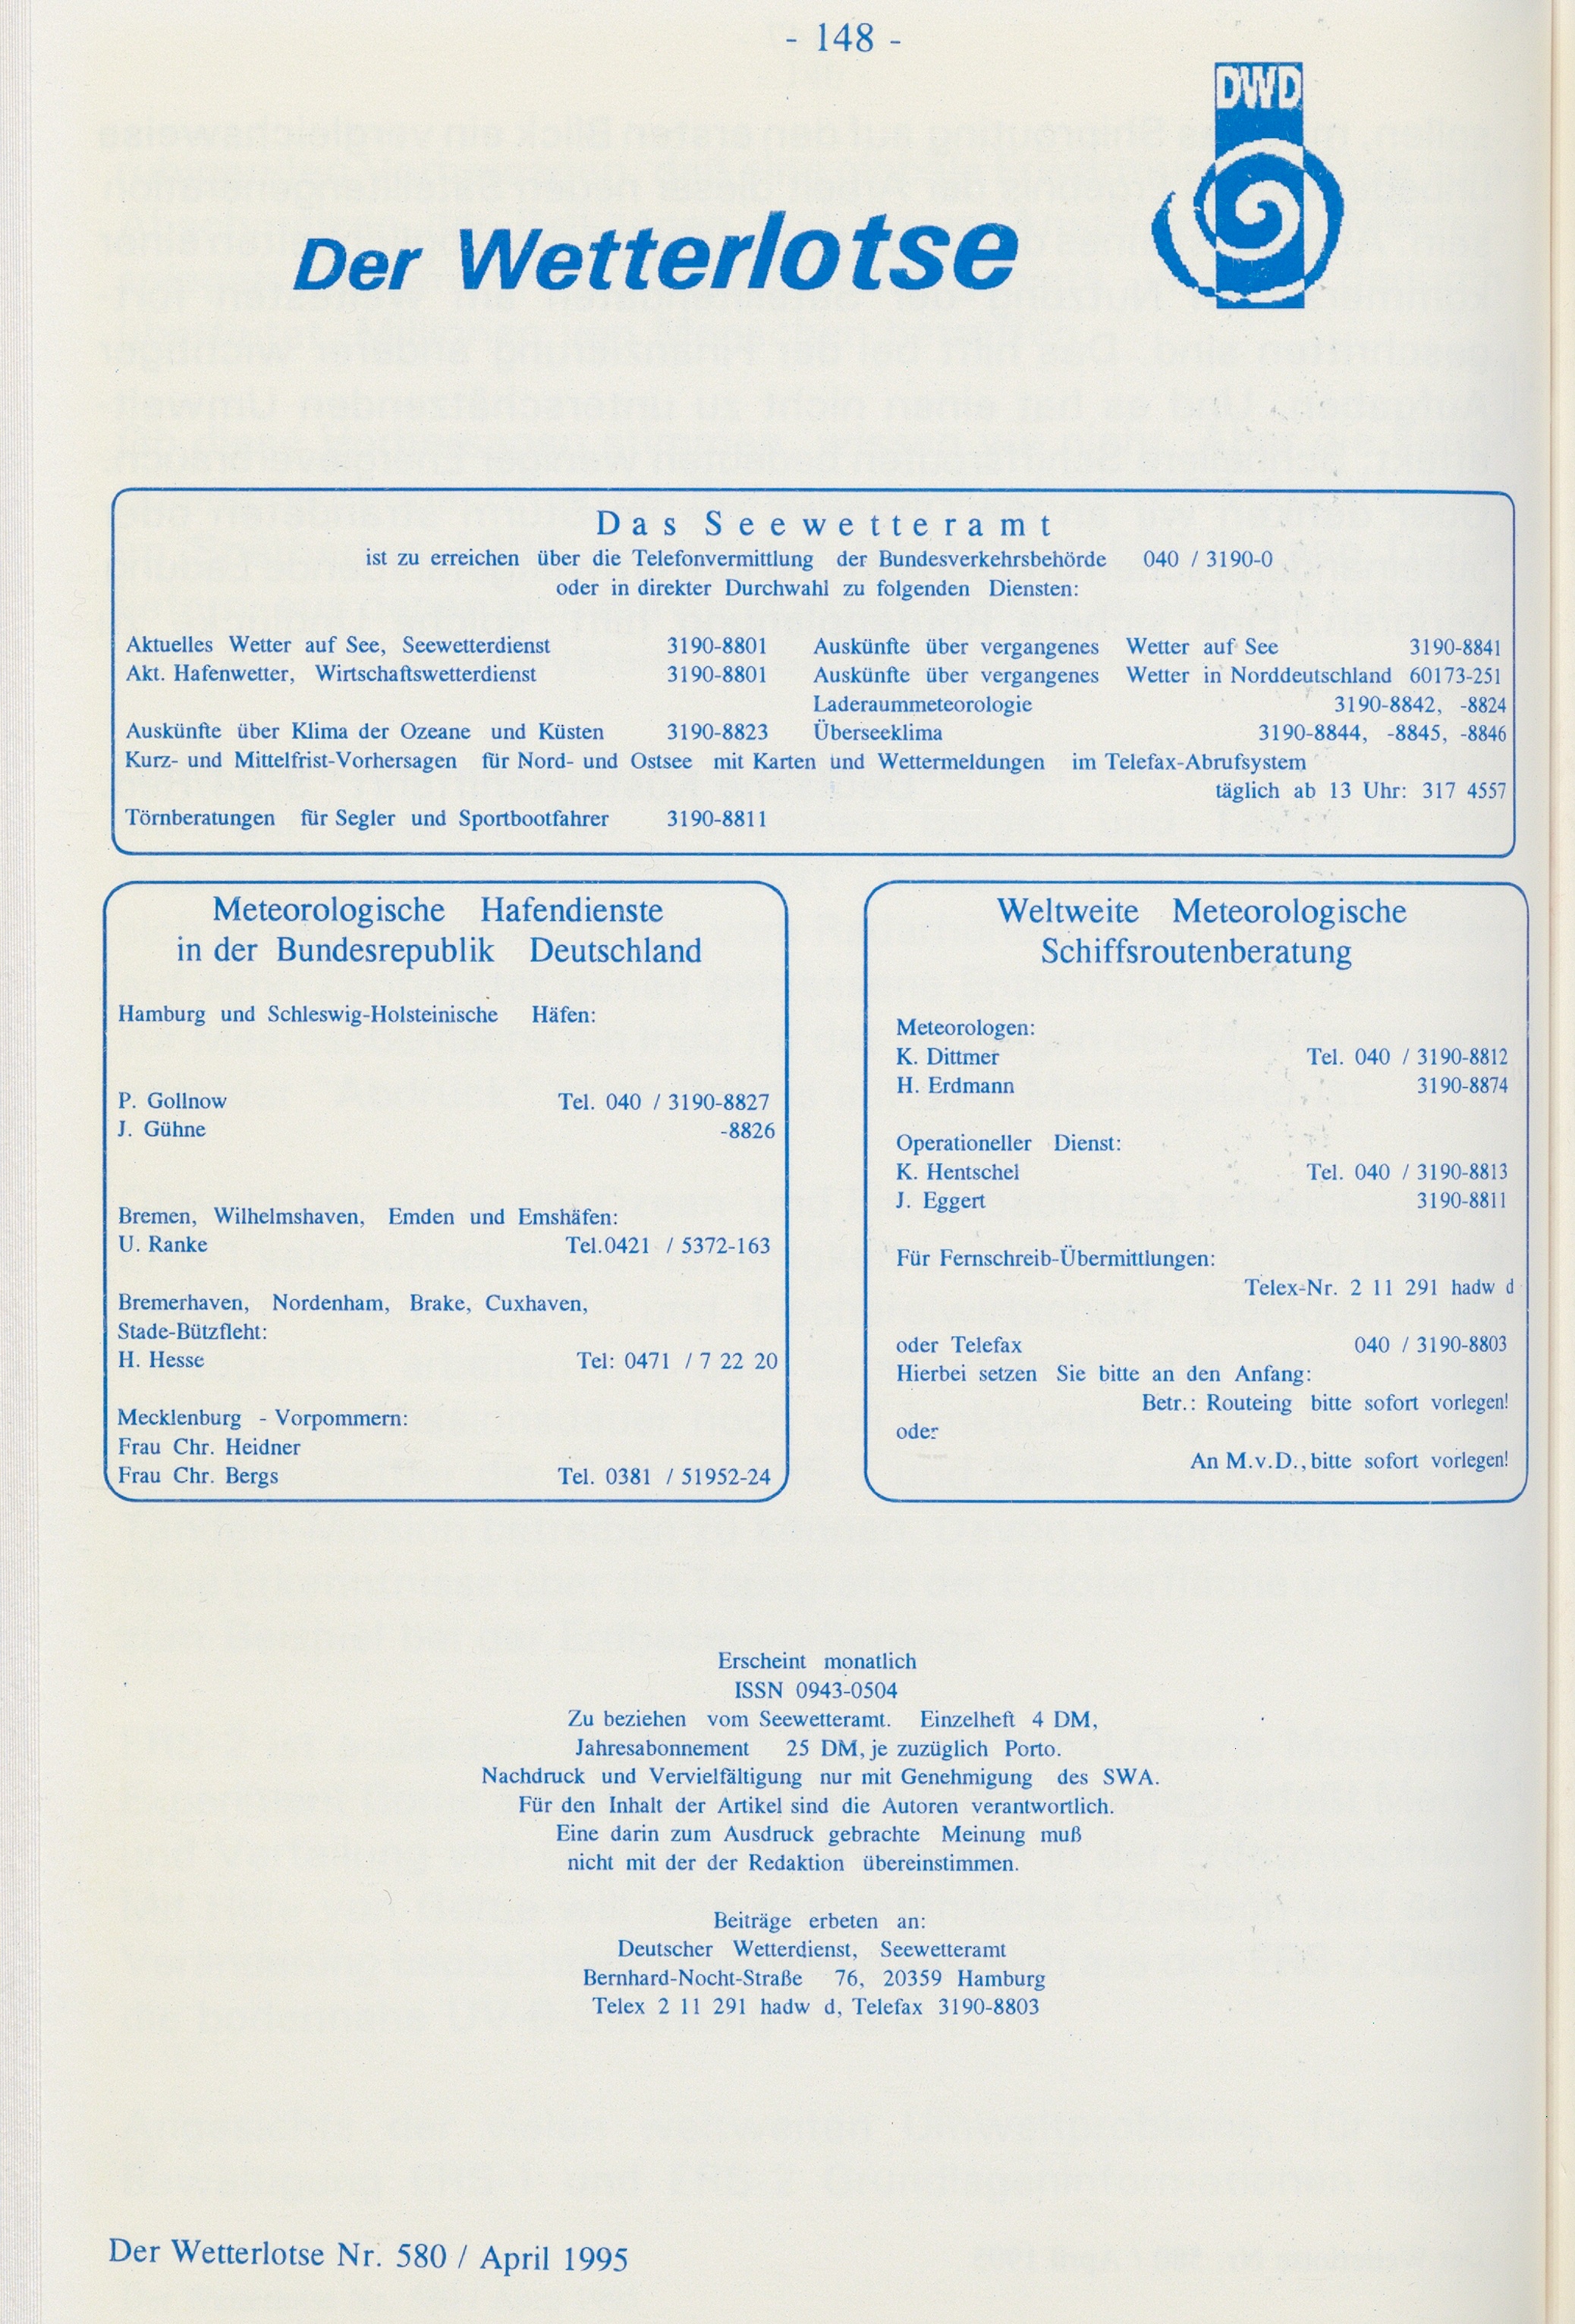 - 148 -
DWD
Der Wetterlotse
Das Seewetteramt
ist zu erreichen über die Telefonvermittlung der Bundesverkehrsbehörde 040 / 3190-0
oder in direkter Durchwahl zu folgenden Diensten:
Aktuelles Wetter auf See, Seewetterdienst 3190-8801 Auskünfte über vergangenes Wetter auf See 3190-8841
Akt. Hafenwetter, Wirtschaftswetterdienst 3190-8801 Auskünfte über vergangenes Wetter in Norddeutschland 60173-251
Laderaummeteorologie 3190-8842, -8824
Auskünfte über Klima der Ozeane und Küsten 3190-8823 Überseeklima 3190-8844, -8845, -8846
Kurz- und Mittelfrist-Vorhersagen für Nord- und Ostsee mit Karten und Wettermeldungen im Telefax-Abrufsystem
täglich ab 13 Uhr: 317 4557
Törnberatungen für Segler und Sportbootfahrer 3190-8811
Meteorologische Hafendienste
in der Bundesrepublik Deutschland
Hamburg und Schleswig-Holsteinische Häfen:
P. Gollnow Tel. 040 / 3190-8827
J. Gühne -8826
Bremen, Wilhelmshaven, Emden und Emshäfen:
U. Ranke Tel.0421 / 5372-163
Bremerhaven, Nordenham, Brake, Cuxhaven,
Stade-Bützfleht:
H. Hesse Tel: 0471 / 7 22 20
Mecklenburg - Vorpommern:
Frau Chr. Heidner
Frau Chr. Bergs Tel. 0381 / 51952-24
Weltweite Meteorologische
Schiffsroutenberatung
Meteorologen:
K. Dittmer Tel. 040 / 3190-8812
H. Erdmann 3190-8874
Operationeller Dienst:
K. Hentschel Tel. 040 / 3190-8813
J. Eggert 3190-8811
Für Fernschreib-Übermittlungen:
Telex-Nr. 2 11 291 hadw d
oder Telefax 040 / 3190-8803
Hierbei setzen Sie bitte an den Anfang:
Betr.: Routeing bitte sofort vorlegen!
oder
An M.v.D., bitte sofort vorlegen!
Erscheint monatlich
ISSN 0943-0504
Zu beziehen vom Seewetteramt. Einzelheft 4 DM,
Jahresabonnement 25 DM, je zuzüglich Porto.
Nachdruck und Vervielfältigung nur mit Genehmigung des SWA.
Für den Inhalt der Artikel sind die Autoren verantwortlich.
Eine darin zum Ausdruck gebrachte Meinung muß
nicht mit der der Redaktion übereinstimmen.
Beiträge erbeten an:
Deutscher Wetterdienst, Seewetteramt
Bernhard-Nocht-Straße 76, 20359 Hamburg
Telex 2 11 291 hadw d, Telefax 3190-8803
Der Wetterlotse Nr. 580 / April 1995